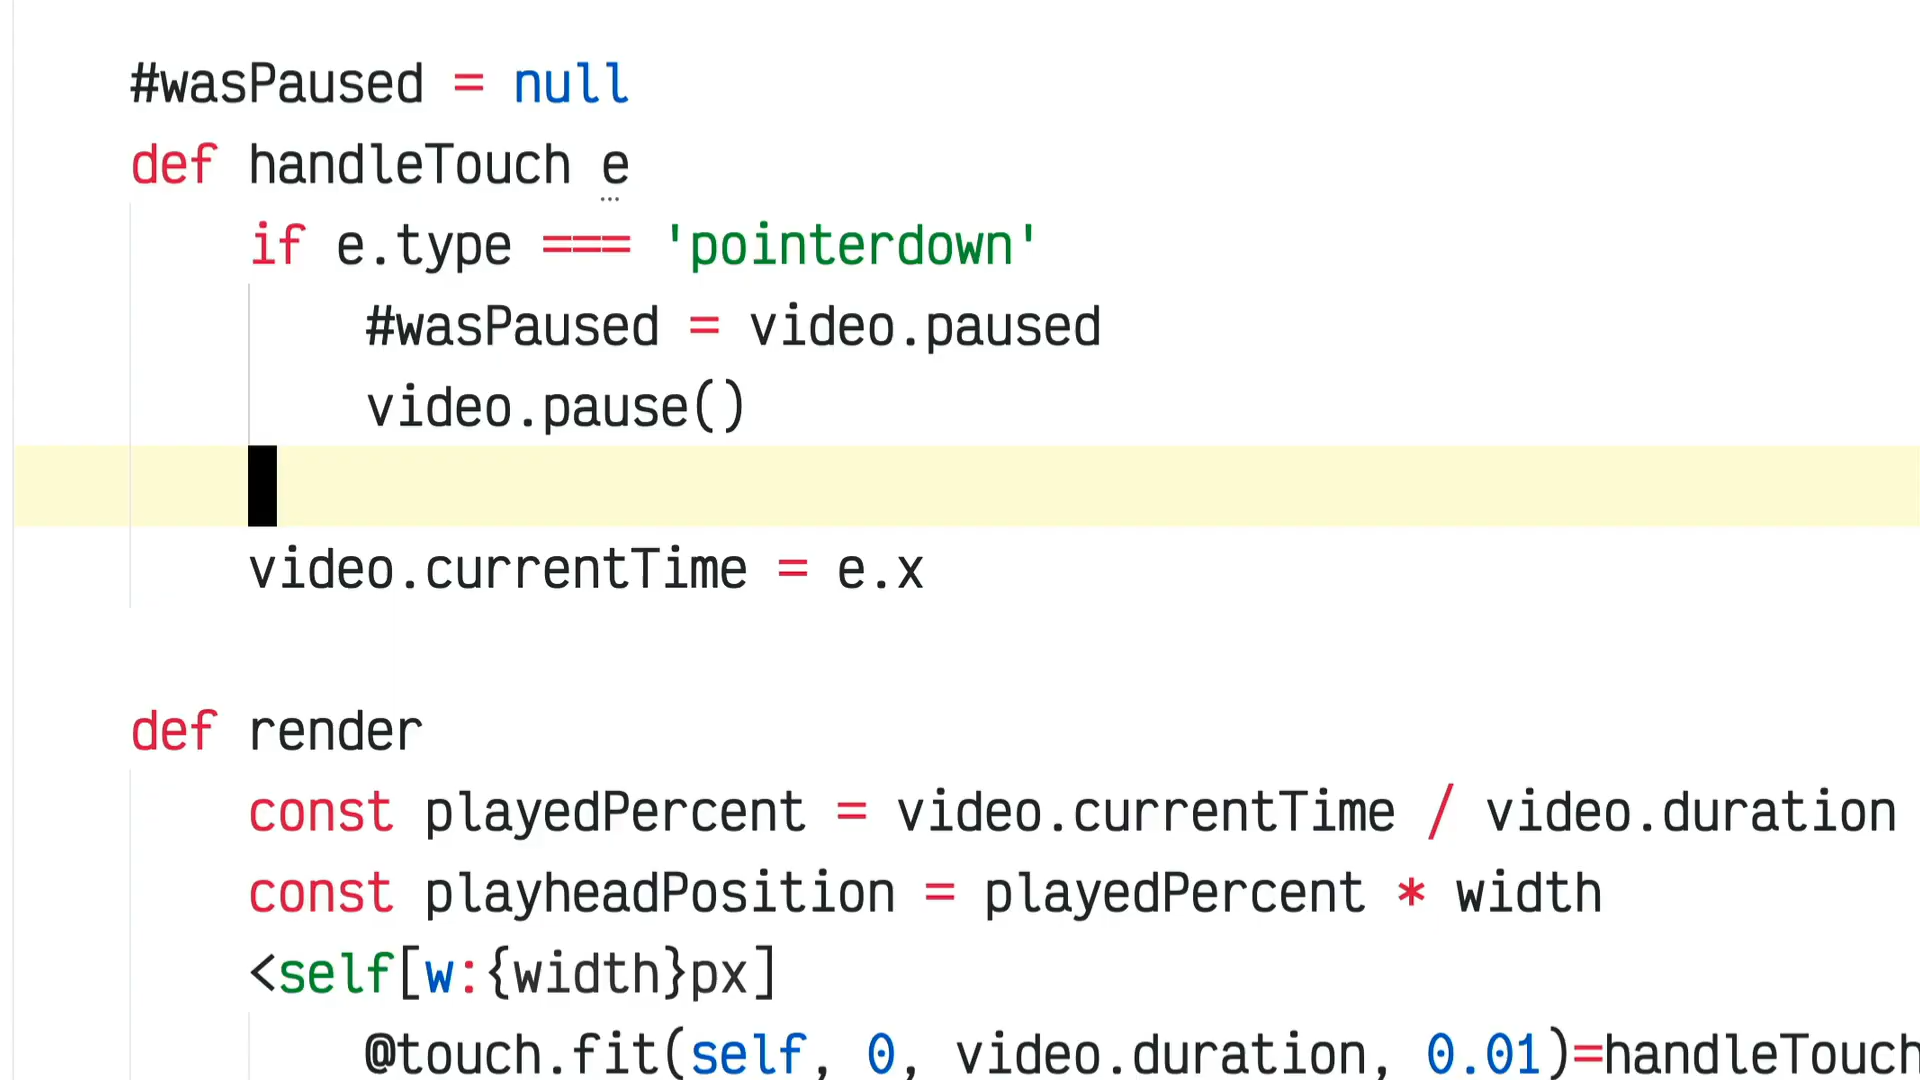 #wasPaused = null
def handleTouch e
if e.type === 'pointerdown'
#wasPaused = video.paused
video.pause()
video.currentTime = e.x
def render
const playedPercent = video.currentTime / video.duration
const playheadPosition = playedPercent * width
<self[w:{width}px]
@touch.fit(self, 0, video.duration, 0.01)=handleTouch